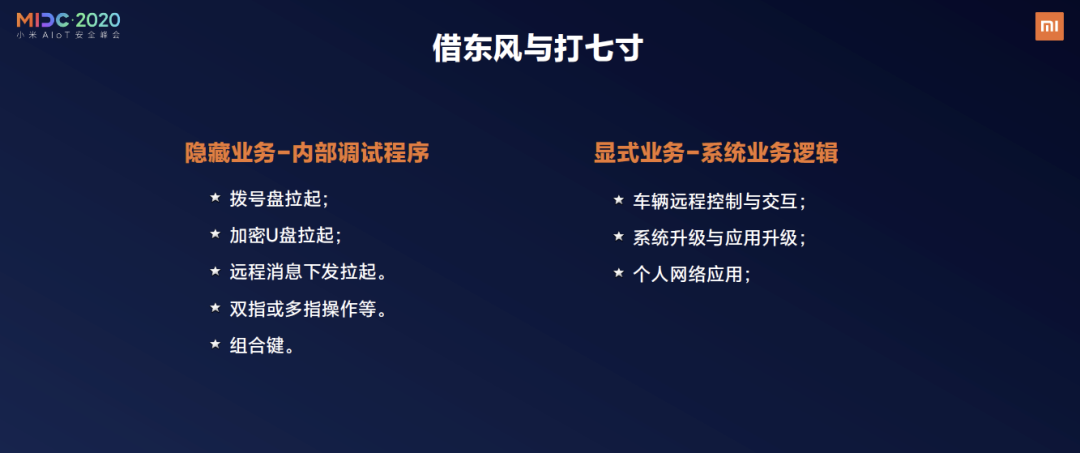 MIDC·2020
小米AIoT安全峰会
mi
借东风与打七寸
隐藏业务-内部调试程序
★ 拨号盘拉起；
★ 加密U盘拉起；
★ 远程消息下发拉起。
★ 双指或多指操作等。
★ 组合键。
显式业务-系统业务逻辑
★ 车辆远程控制与交互；
★ 系统升级与应用升级；
★ 个人网络应用；